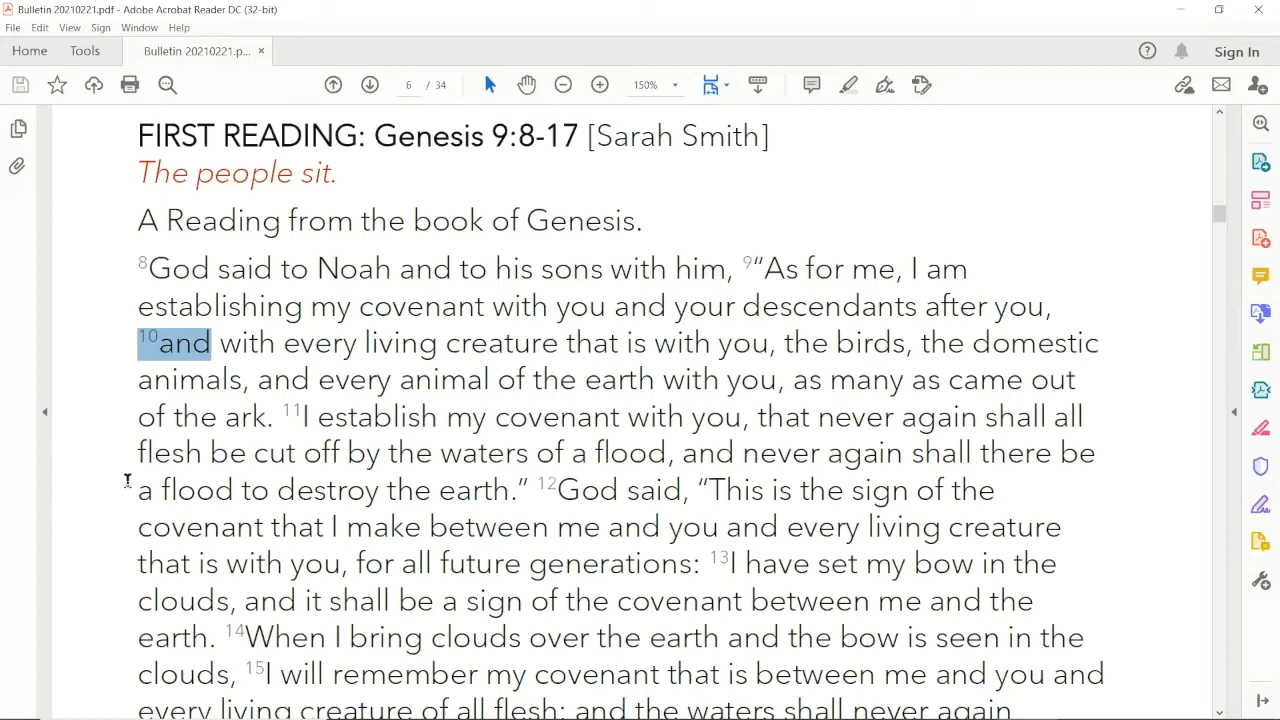 Bulletin 20210221.pdf - Adobe Acrobat Reader DC (32-bit)
File Edit View Sign Window Help
Home Tools Bulletin 20210221.p... × Sign In
6 / 34 150%
FIRST READING: Genesis 9:8-17 [Sarah Smith]
The people sit.
A Reading from the book of Genesis.
8God said to Noah and to his sons with him, 9“As for me, I am
establishing my covenant with you and your descendants after you,
10and with every living creature that is with you, the birds, the domestic
animals, and every animal of the earth with you, as many as came out
of the ark. 11I establish my covenant with you, that never again shall all
flesh be cut off by the waters of a flood, and never again shall there be
a flood to destroy the earth.” 12God said, “This is the sign of the
covenant that I make between me and you and every living creature
that is with you, for all future generations: 13I have set my bow in the
clouds, and it shall be a sign of the covenant between me and the
earth. 14When I bring clouds over the earth and the bow is seen in the
clouds, 15I will remember my covenant that is between me and you and
every living creature of all flesh; and the waters shall never again